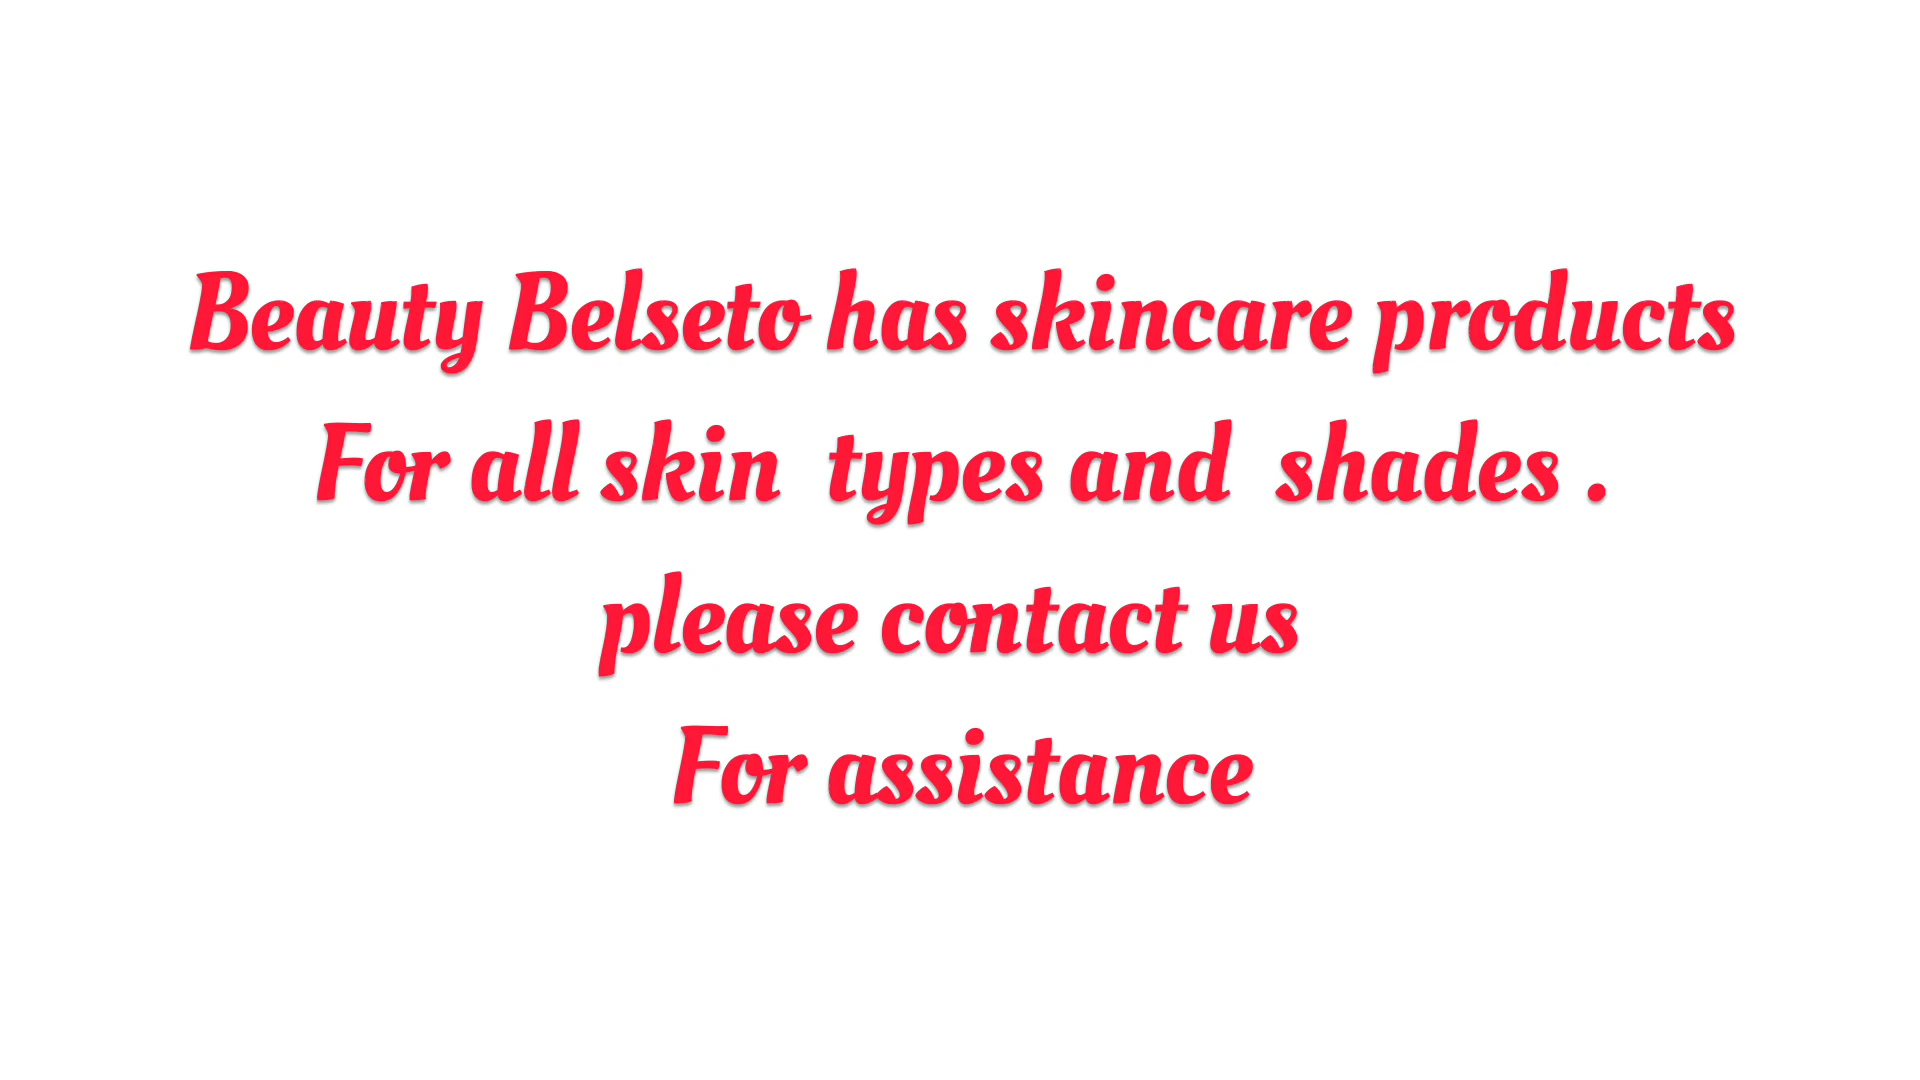 Beauty Belseto has skincare products
For all skin  types and  shades .
please contact us
For assistance